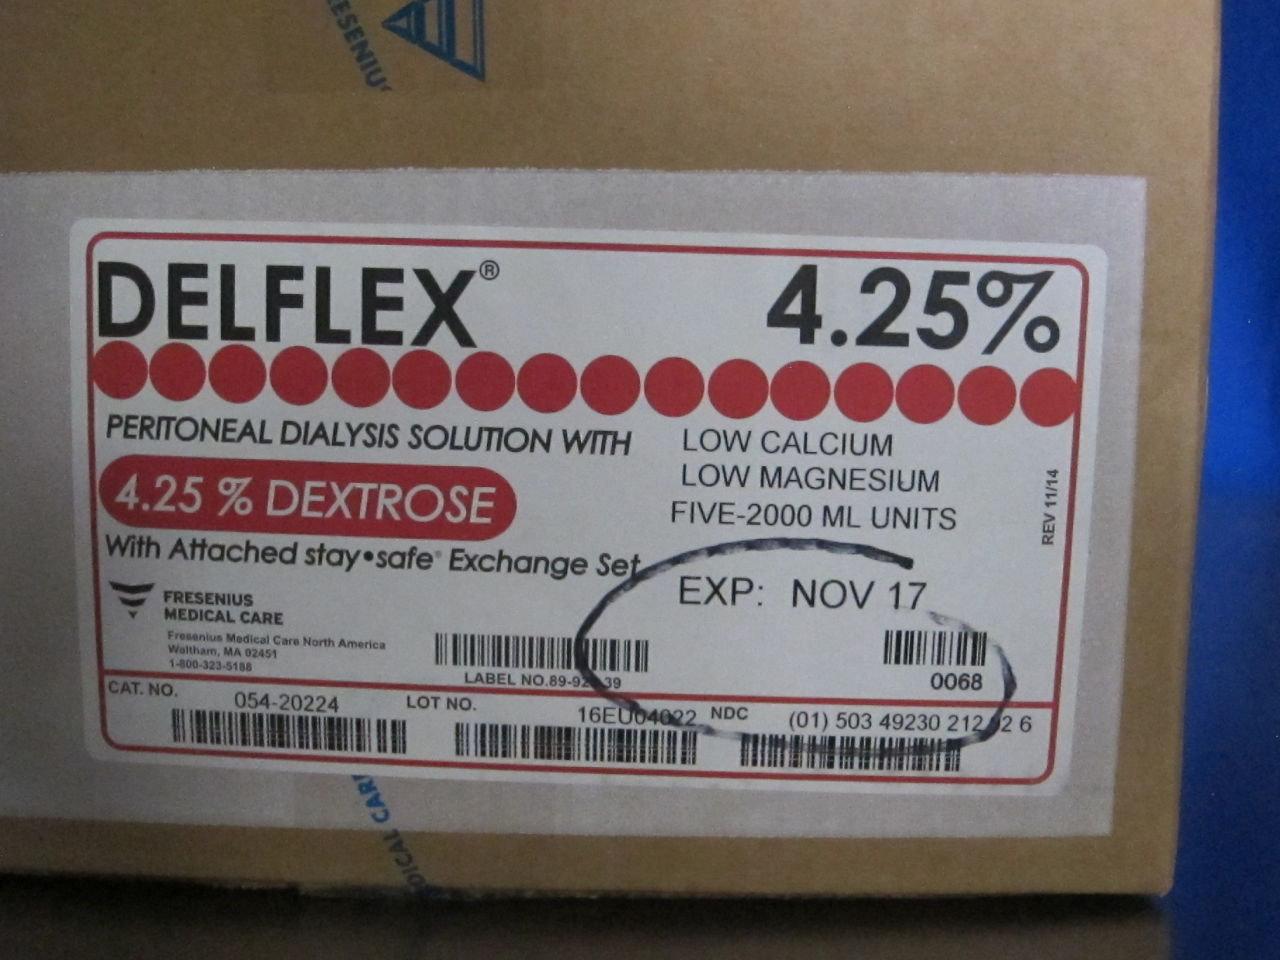 DELFLEX® 4.25%
PERITONEAL DIALYSIS SOLUTION WITH
4.25 % DEXTROSE
With Attached stay•safe® Exchange Set
LOW CALCIUM
LOW MAGNESIUM
FIVE-2000 ML UNITS
REV 11/14
EXP: NOV 17
FRESENIUS
MEDICAL CARE
Fresenius Medical Care North America
Waltham, MA 02451
1-800-323-5188
LABEL NO.
0068
CAT. NO. 054-20224
LOT NO. 16EU04022
NDC (01) 503 49230 212 6